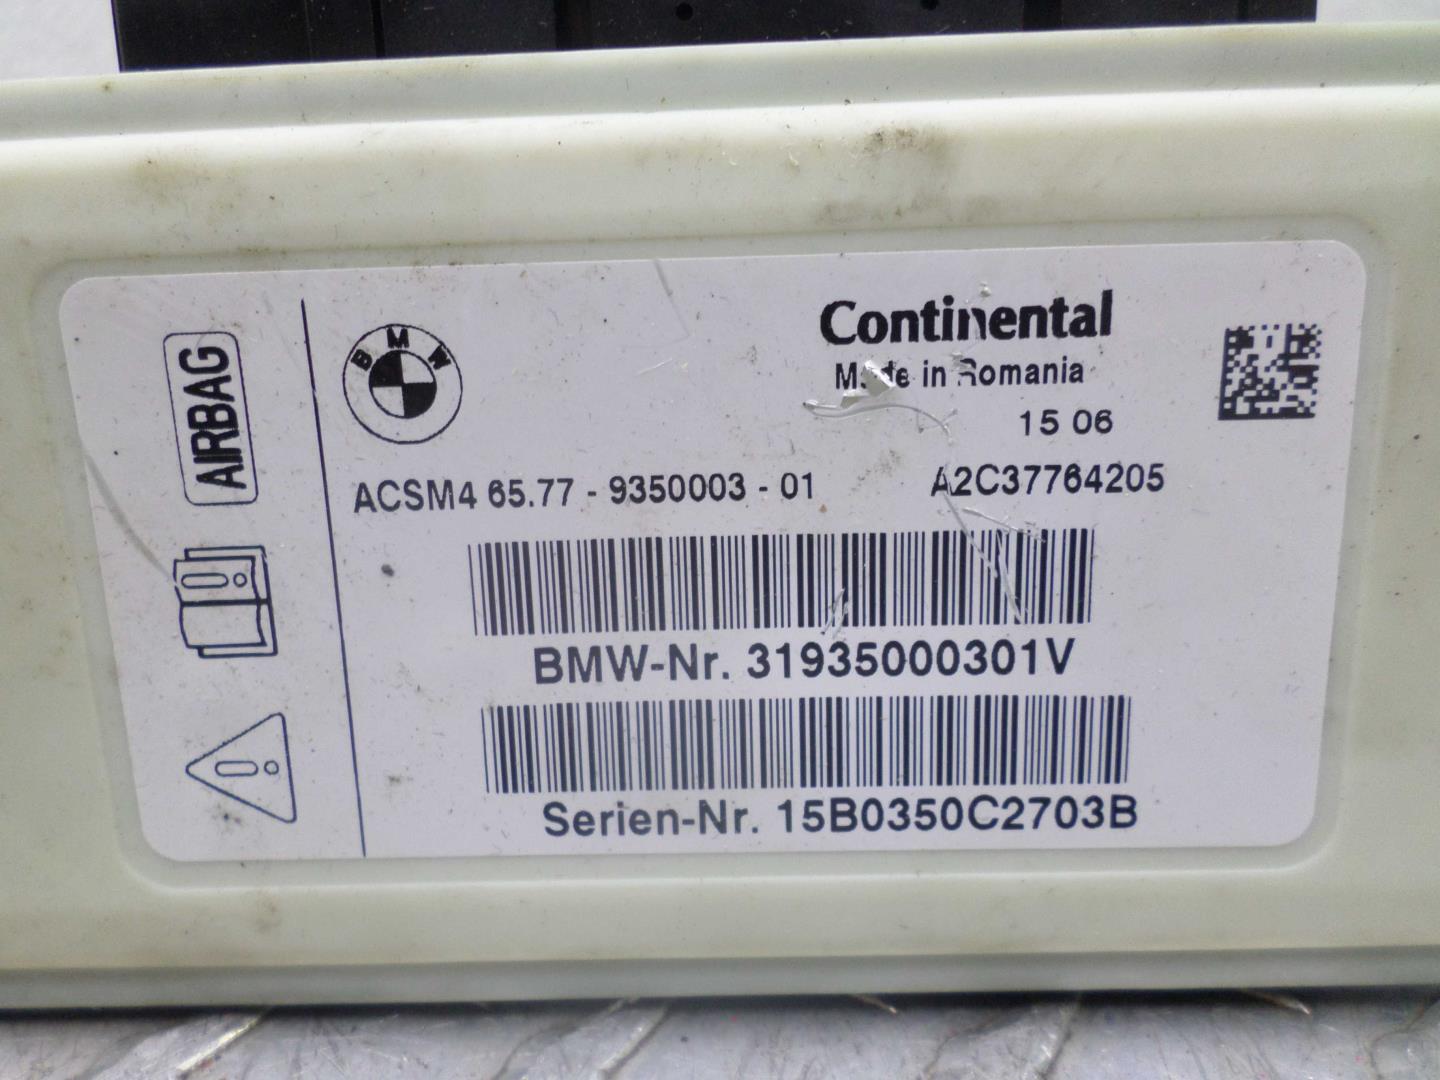 AIRBAG
BMW
Continental
Made in Romania
15 06
ACSM4 65.77 - 9350003 - 01 A2C37764205
BMW-Nr. 31935000301V
Serien-Nr. 15B0350C2703B